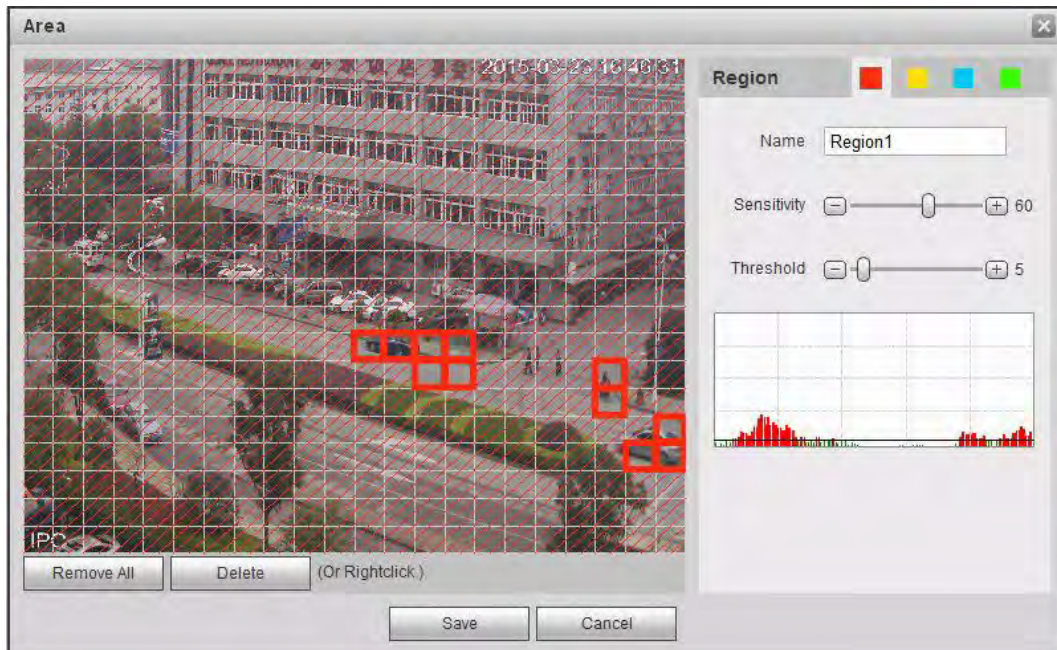 Area
2015-03-23 16:46:31
Region
Name Region1
Sensitivity 60
Threshold 5
IPC
Remove All Delete (Or Rightclick.)
Save Cancel